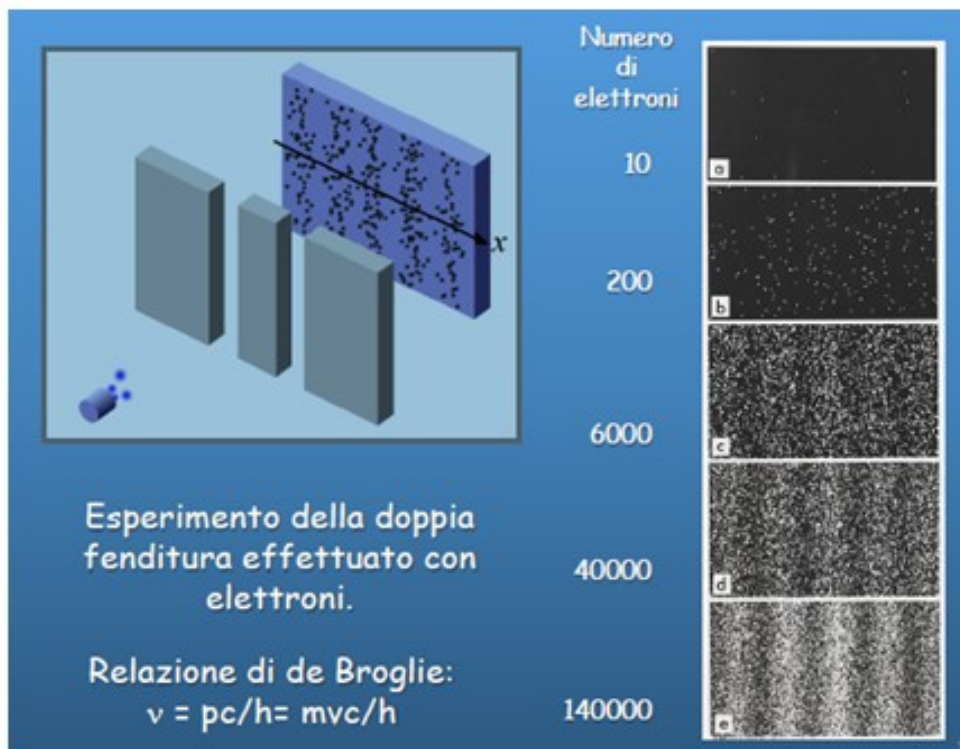 Numero
di
elettroni
10
200
6000
40000
140000
x
a
b
c
d
e
Esperimento della doppia
fenditura effettuato con
elettroni.
Relazione di de Broglie:
ν = pc/h= mvc/h